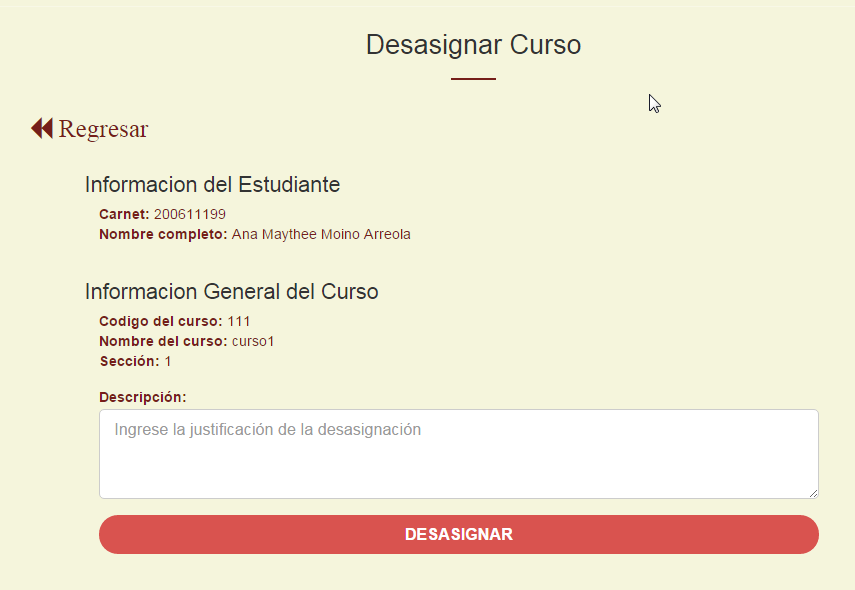 Desasignar Curso
Regresar
Informacion del Estudiante
Carnet: 200611199
Nombre completo: Ana Maythee Moino Arreola
Informacion General del Curso
Codigo del curso: 111
Nombre del curso: curso1
Sección: 1
Descripción:
Ingrese la justificación de la desasignación
DESASIGNAR